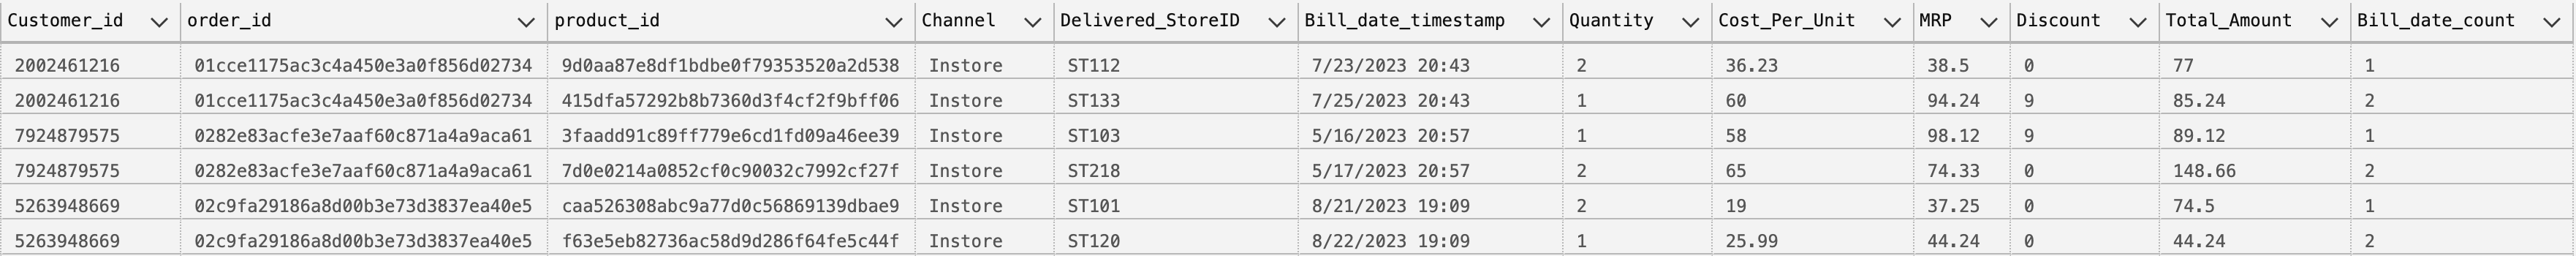 Customer_id order_id product_id Channel Delivered_StoreID Bill_date_timestamp Quantity Cost_Per_Unit MRP Discount Total_Amount Bill_date_count
2002461216 01cce1175ac3c4a450e3a0f856d02734 9d0aa87e8df1bdbe0f79353520a2d538 Instore ST112 7/23/2023 20:43 2 36.23 38.5 0 77 1
2002461216 01cce1175ac3c4a450e3a0f856d02734 415dfa57292b8b7360d3f4cf2f9bff06 Instore ST133 7/25/2023 20:43 1 60 94.24 9 85.24 2
7924879575 0282e83acfe3e7aaf60c871a4a9aca61 3faadd91c89ff779e6cd1fd09a46ee39 Instore ST103 5/16/2023 20:57 1 58 98.12 9 89.12 1
7924879575 0282e83acfe3e7aaf60c871a4a9aca61 7d0e0214a0852cf0c90032c7992cf27f Instore ST218 5/17/2023 20:57 2 65 74.33 0 148.66 2
5263948669 02c9fa29186a8d00b3e73d3837ea40e5 caa526308abc9a77d0c56869139dbae9 Instore ST101 8/21/2023 19:09 2 19 37.25 0 74.5 1
5263948669 02c9fa29186a8d00b3e73d3837ea40e5 f63e5eb82736ac58d9d286f64fe5c44f Instore ST120 8/22/2023 19:09 1 25.99 44.24 0 44.24 2